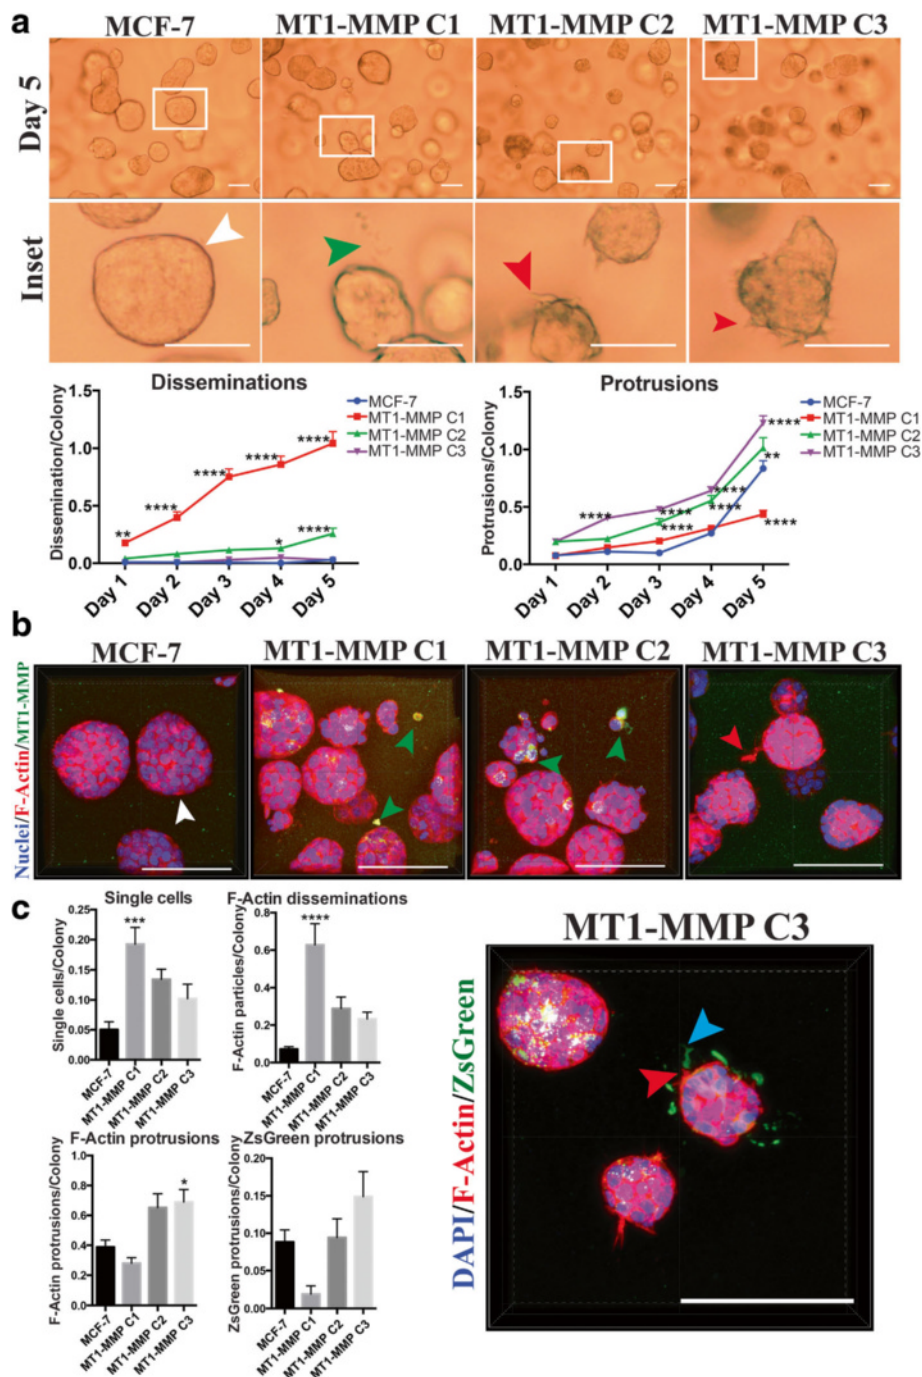 a
MCF-7 MT1-MMP C1 MT1-MMP C2 MT1-MMP C3
Day 5
Inset
Disseminations
Dissemination/Colony
1.5
1.0
0.5
0.0
Day 1 Day 2 Day 3 Day 4 Day 5
** **** **** **** ****
* ****
MCF-7
MT1-MMP C1
MT1-MMP C2
MT1-MMP C3
Protrusions
Protrusions/Colony
1.5
1.0
0.5
0.0
Day 1 Day 2 Day 3 Day 4 Day 5
MCF-7
MT1-MMP C1
MT1-MMP C2
MT1-MMP C3
****
**
**** **** ****
**** ****
****
b
MCF-7 MT1-MMP C1 MT1-MMP C2 MT1-MMP C3
Nuclei/F-Actin/MT1-MMP
c
Single cells
Single cells/Colony
0.25
0.20
0.15
0.10
0.05
0.00
***
MCF-7
MT1-MMP C1
MT1-MMP C2
MT1-MMP C3
F-Actin disseminations
F-Actin particles/Colony
0.8
0.6
0.4
0.2
0.0
****
MCF-7
MT1-MMP C1
MT1-MMP C2
MT1-MMP C3
F-Actin protrusions
F-Actin protrusions/Colony
1.0
0.8
0.6
0.4
0.2
0.0
*
MCF-7
MT1-MMP C1
MT1-MMP C2
MT1-MMP C3
ZsGreen protrusions
ZsGreen protrusions/Colony
0.20
0.15
0.10
0.05
0.00
MCF-7
MT1-MMP C1
MT1-MMP C2
MT1-MMP C3
MT1-MMP C3
DAPI/F-Actin/ZsGreen